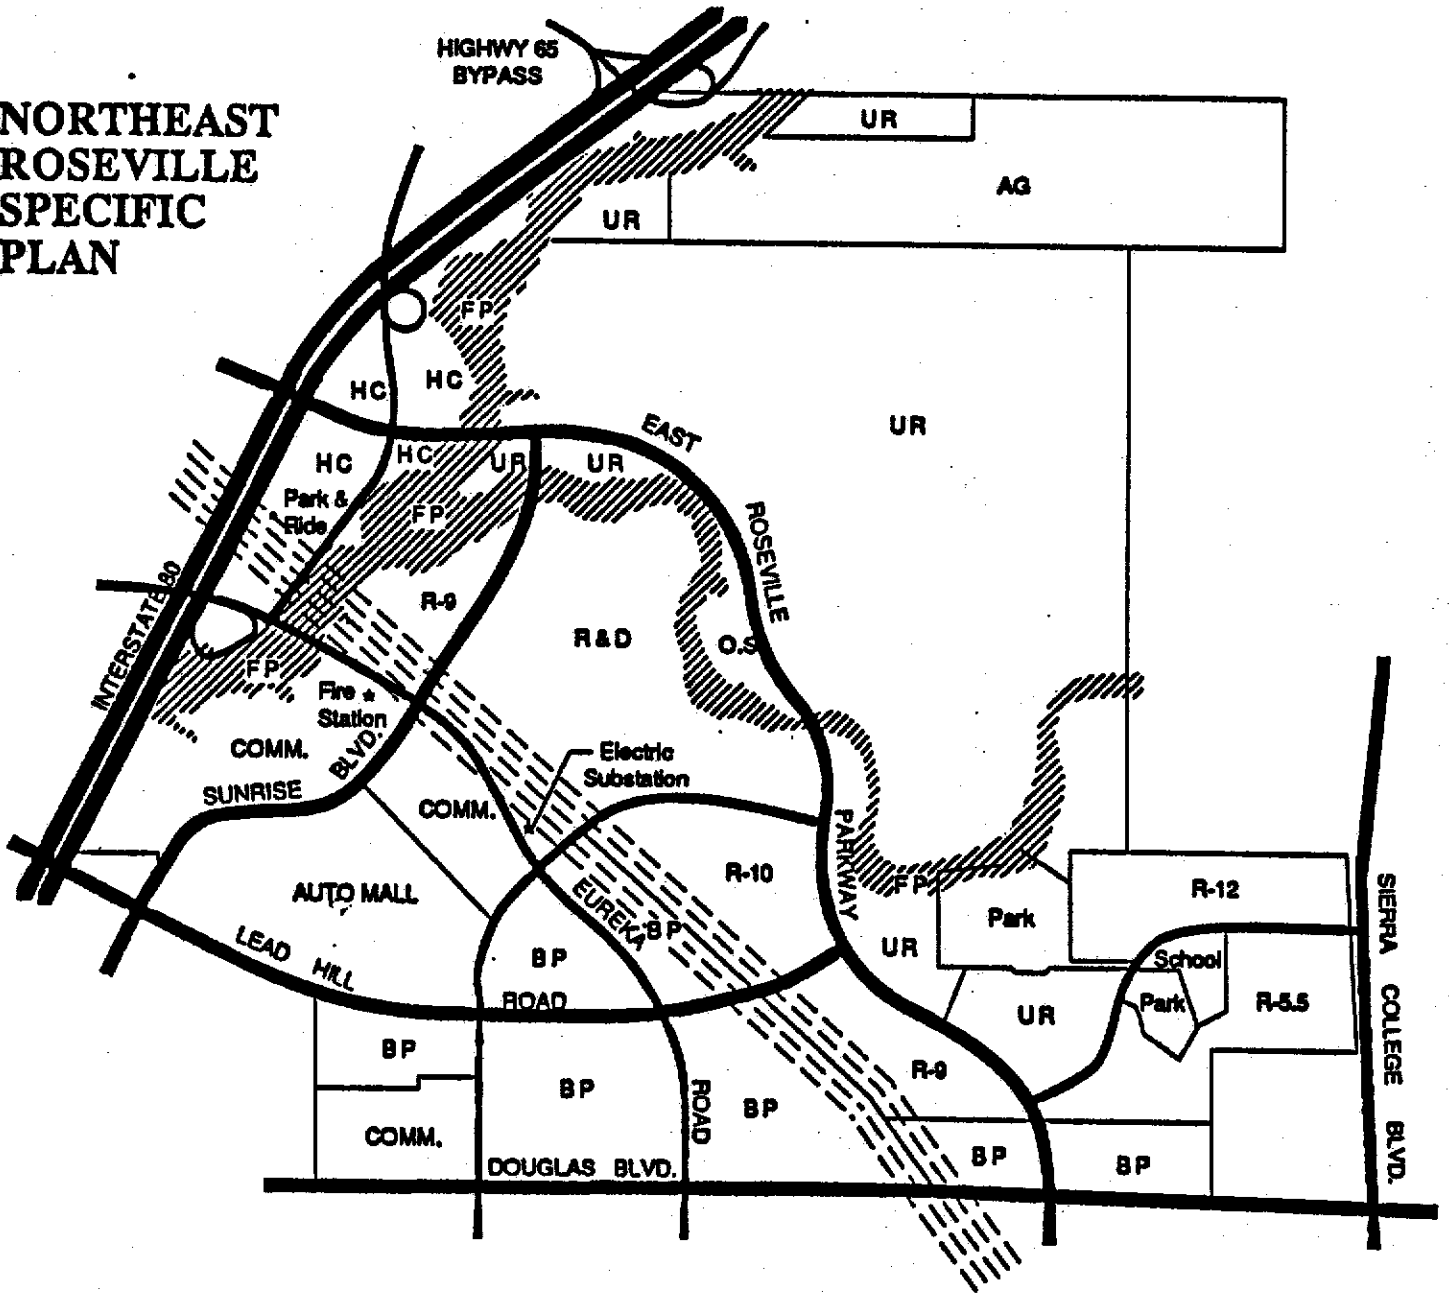 HIGHWY 65
BYPASS
NORTHEAST
ROSEVILLE
SPECIFIC
PLAN
UR
AG
UR
FP
HC
HC
EAST
UR
HC
HC
UR
UR
Park &
Ride
FP
ROSEVILLE
INTERSTATE 80
R-9
R & D
O.S
FP
Fire
Station
COMM.
BLVD.
Electric
Substation
SUNRISE
COMM.
PARKWAY
AUTO MALL
R-10
FP
R-12
EUREKA
BP
Park
SIERRA COLLEGE BLVD.
LEAD HILL
BP
UR
School
ROAD
UR
Park
R-5.5
BP
R-9
BP
BP
ROAD
COMM.
BP
BP
DOUGLAS BLVD.